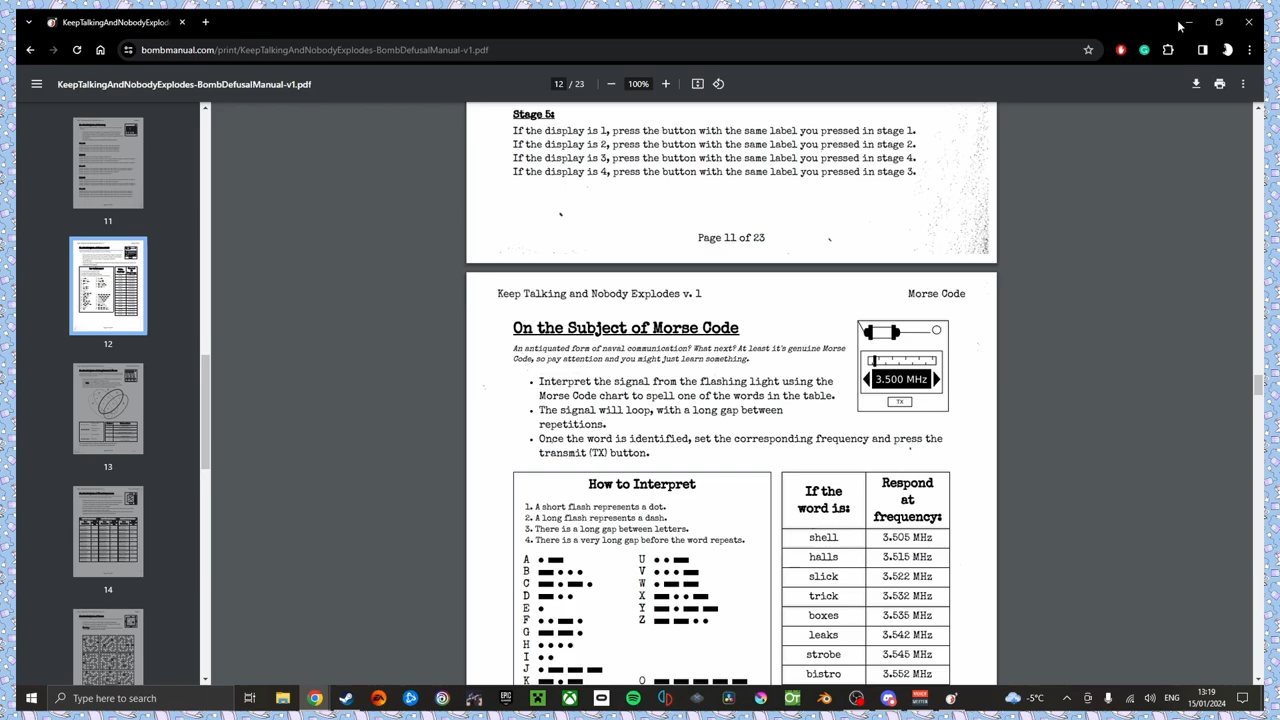 KeepTalkingAndNobodyExplod
bombmanual.com/print/KeepTalkingAndNobodyExplodes-BombDefusalManual-v1.pdf
KeepTalkingAndNobodyExplodes-BombDefusalManual-v1.pdf
12 / 23
100%
11
12
13
14
Stage 5:
If the display is 1, press the button with the same label you pressed in stage 1.
If the display is 2, press the button with the same label you pressed in stage 2.
If the display is 3, press the button with the same label you pressed in stage 4.
If the display is 4, press the button with the same label you pressed in stage 3.
Page 11 of 23
Keep Talking and Nobody Explodes v. 1
Morse Code
On the Subject of Morse Code
An antiquated form of naval communication? What next? At least it's genuine Morse
Code, so pay attention and you might just learn something.
• Interpret the signal from the flashing light using the
Morse Code chart to spell one of the words in the table.
• The signal will loop, with a long gap between
repetitions.
• Once the word is identified, set the corresponding frequency and press the
transmit (TX) button.
3.500 MHz
TX
How to Interpret
1. A short flash represents a dot.
2. A long flash represents a dash.
3. There is a long gap between letters.
4. There is a very long gap before the word repeats.
A
B
C
D
E
F
G
H
I
J
K
U
V
W
X
Y
Z
0
If the
word is:
Respond
at
frequency:
shell 3.505 MHz
halls 3.515 MHz
slick 3.522 MHz
trick 3.532 MHz
boxes 3.535 MHz
leaks 3.542 MHz
strobe 3.545 MHz
bistro 3.552 MHz
Type here to search
-5°C
ENG
13:19
15/01/2024